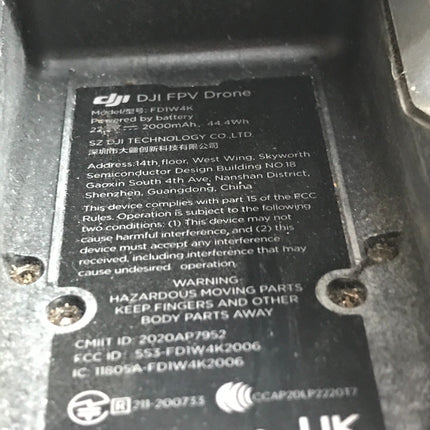 dji DJI FPV Drone
Model/型号: FD1W4K
Powered by battery
2000mAh, 44.4Wh
SZ DJI TECHNOLOGY CO.,LTD.
深圳市大疆创新科技有限公司
Address:14th floor, West Wing, Skyworth
Semiconductor Design Building NO.18
Gaoxin South 4th Ave, Nanshan District,
Shenzhen, Guangdong, China
This device complies with part 15 of the FCC
Rules. Operation is subject to the following
two conditions: (1) This device may not
cause harmful interference, and (2) this
device must accept any interference
received, including interference that may
cause undesired operation.
WARNING
HAZARDOUS MOVING PARTS
KEEP FINGERS AND OTHER
BODY PARTS AWAY
CMIIT ID: 2020AP7952
FCC ID: SS3-FD1W4K2006
IC: 11805A-FD1W4K2006
R 211-200733 CCAP20LP2220T7
UK